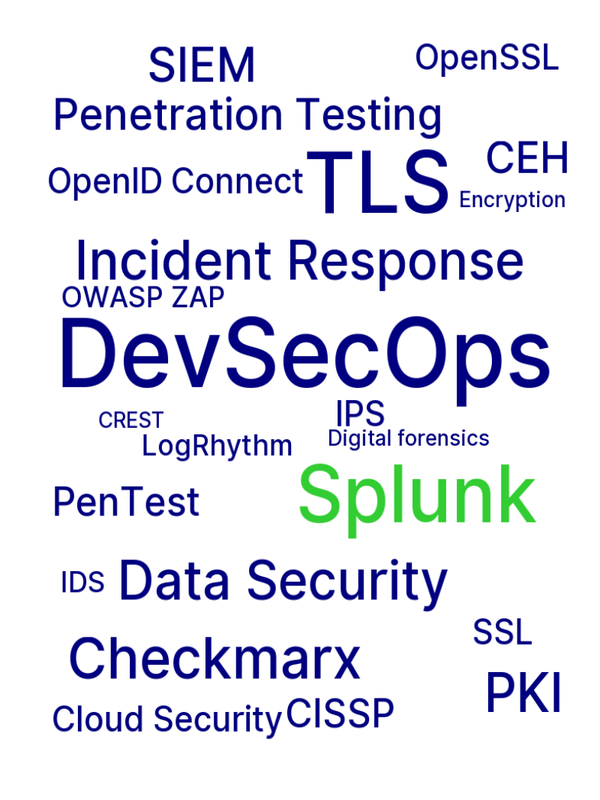 SIEM
OpenSSL
Penetration Testing
CEH
OpenID Connect
TLS
Encryption
Incident Response
OWASP ZAP
DevSecOps
CREST
IPS
LogRhythm
Digital forensics
PenTest
Splunk
IDS
Data Security
SSL
Checkmarx
PKI
Cloud Security
CISSP